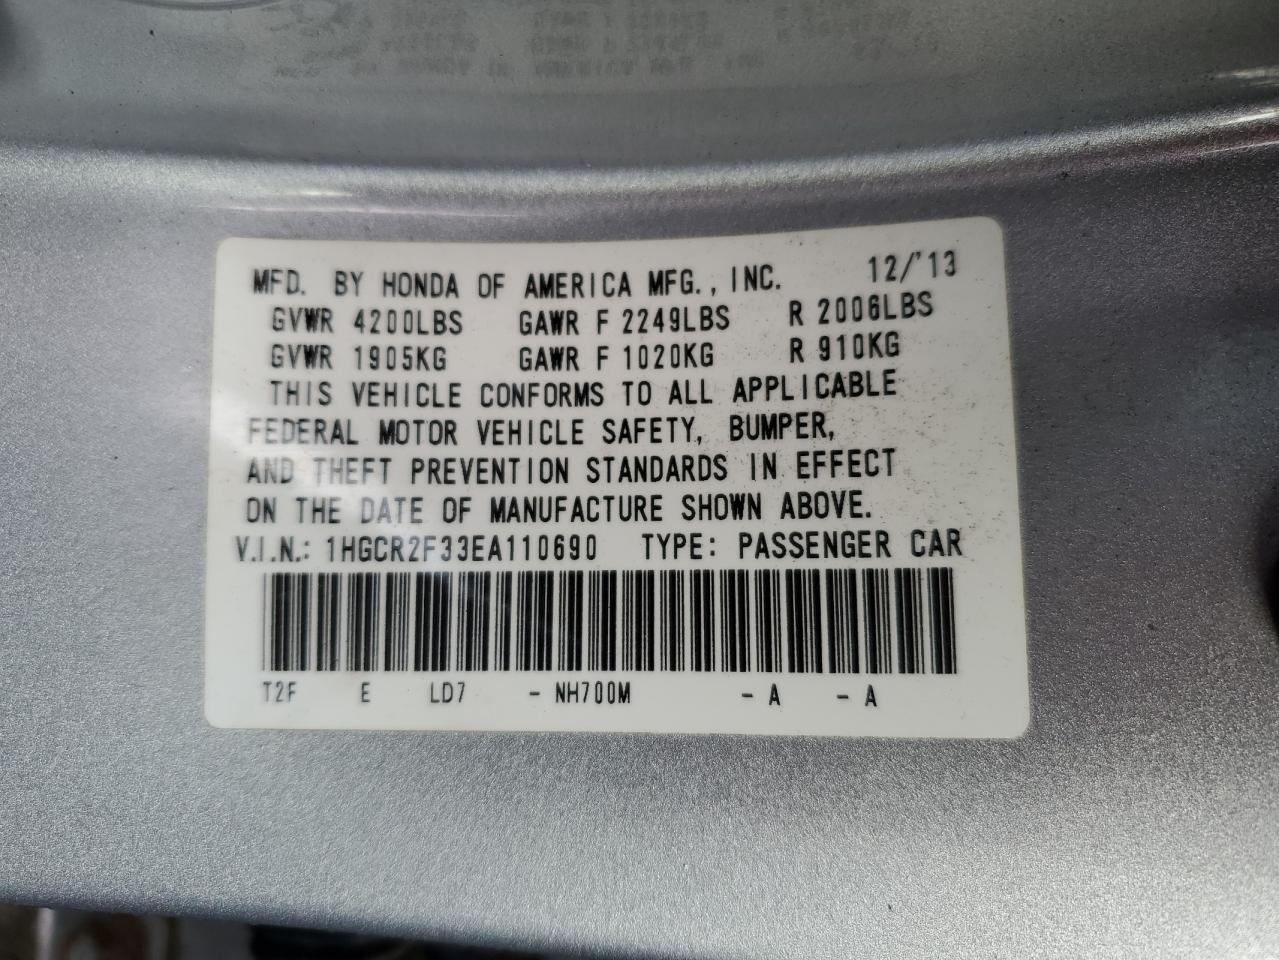 MFD. BY HONDA OF AMERICA MFG., INC. 12/'13
GVWR 4200LBS GAWR F 2249LBS R 2006LBS
GVWR 1905KG GAWR F 1020KG R 910KG
THIS VEHICLE CONFORMS TO ALL APPLICABLE
FEDERAL MOTOR VEHICLE SAFETY, BUMPER,
AND THEFT PREVENTION STANDARDS IN EFFECT
ON THE DATE OF MANUFACTURE SHOWN ABOVE.
V.I.N.: 1HGCR2F33EA110690 TYPE: PASSENGER CAR
T2F E LD7 - NH700M - A - A